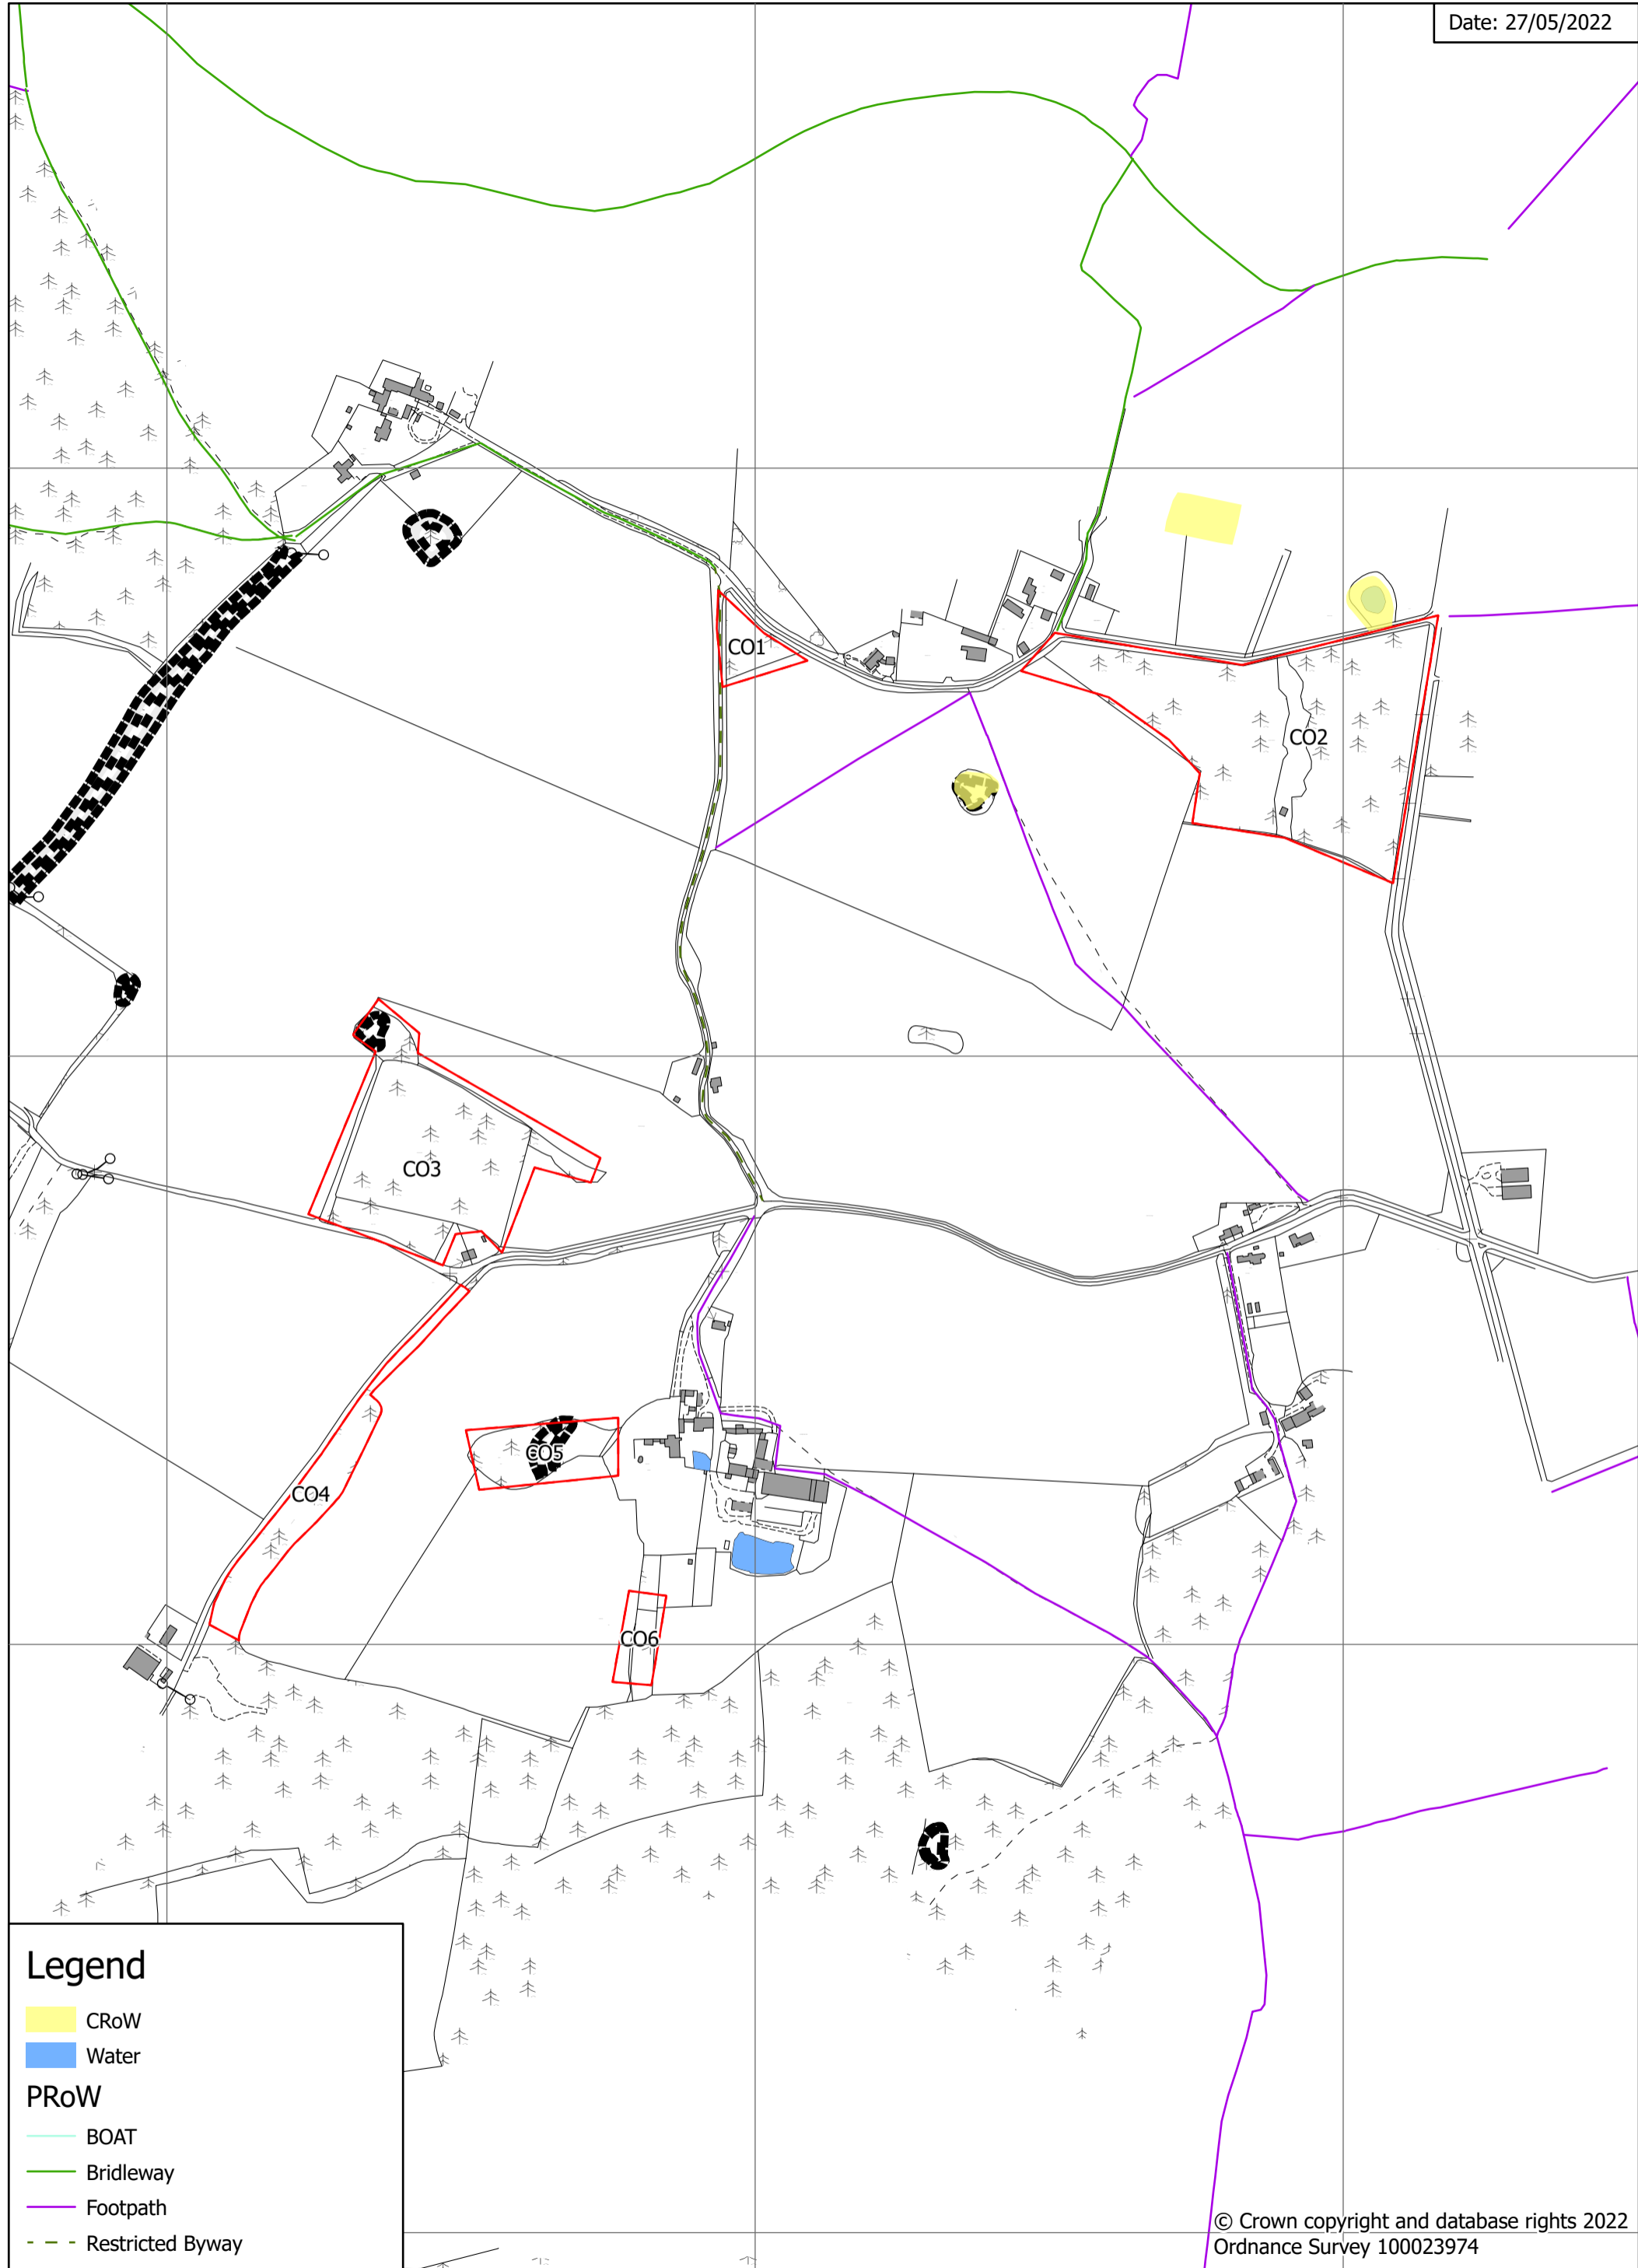 Date: 27/05/2022
CO1
CO2
CO3
CO4
CO5
CO6
Legend
CRoW
Water
PRoW
BOAT
Bridleway
Footpath
Restricted Byway
© Crown copyright and database rights 2022
Ordnance Survey 100023974